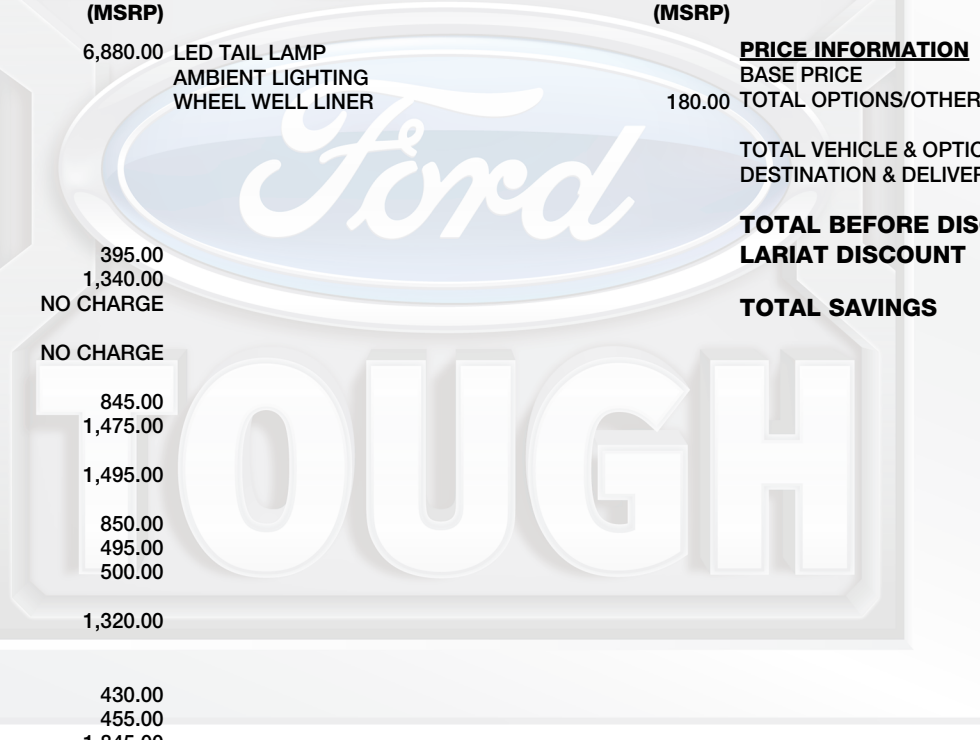 (MSRP) (MSRP)
6,880.00 LED TAIL LAMP PRICE INFORMATION
AMBIENT LIGHTING BASE PRICE
WHEEL WELL LINER 180.00 TOTAL OPTIONS/OTHER
TOTAL VEHICLE & OPTIO
DESTINATION & DELIVER
TOTAL BEFORE DIS
395.00 LARIAT DISCOUNT
1,340.00
NO CHARGE TOTAL SAVINGS
NO CHARGE
845.00
1,475.00
1,495.00
850.00
495.00
500.00
1,320.00
430.00
455.00
Ford
TOUGH